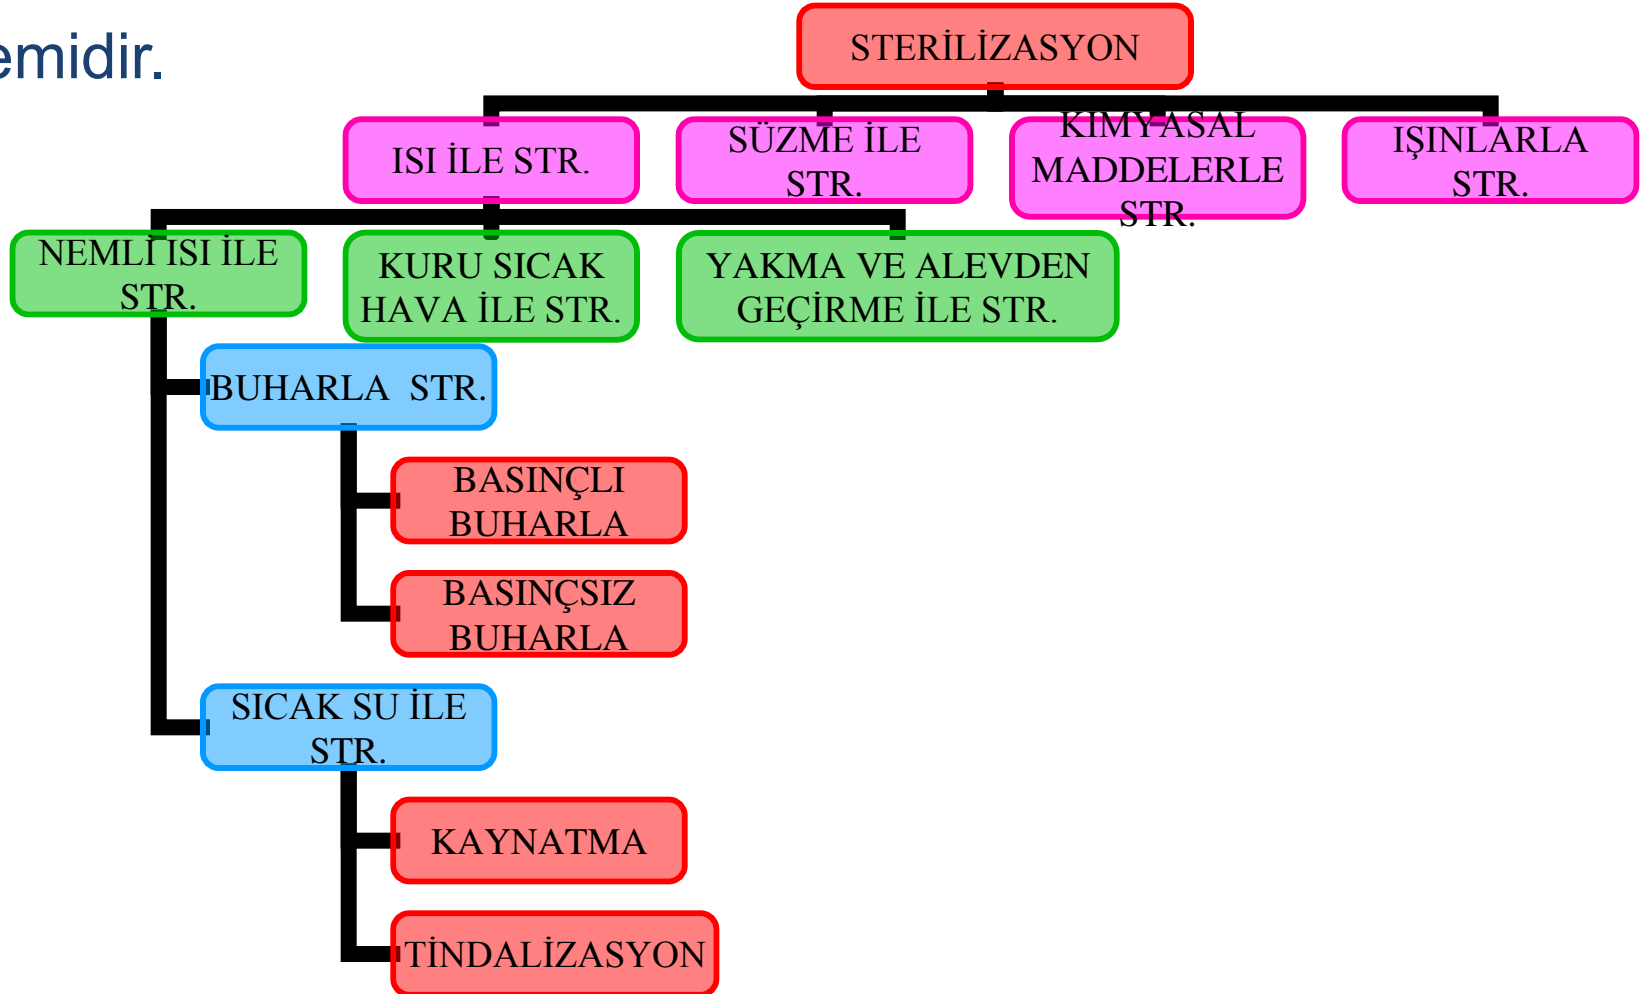 emidir.
STERİLİZASYON
ISI İLE STR.
SÜZME İLE
STR.
KİMYASAL
MADDELERLE
STR.
IŞINLARLA
STR.
NEMLİ ISI İLE
STR.
KURU SICAK
HAVA İLE STR.
YAKMA VE ALEVDEN
GEÇİRME İLE STR.
BUHARLA STR.
BASINÇLI
BUHARLA
BASINÇSIZ
BUHARLA
SICAK SU İLE
STR.
KAYNATMA
TİNDALİZASYON